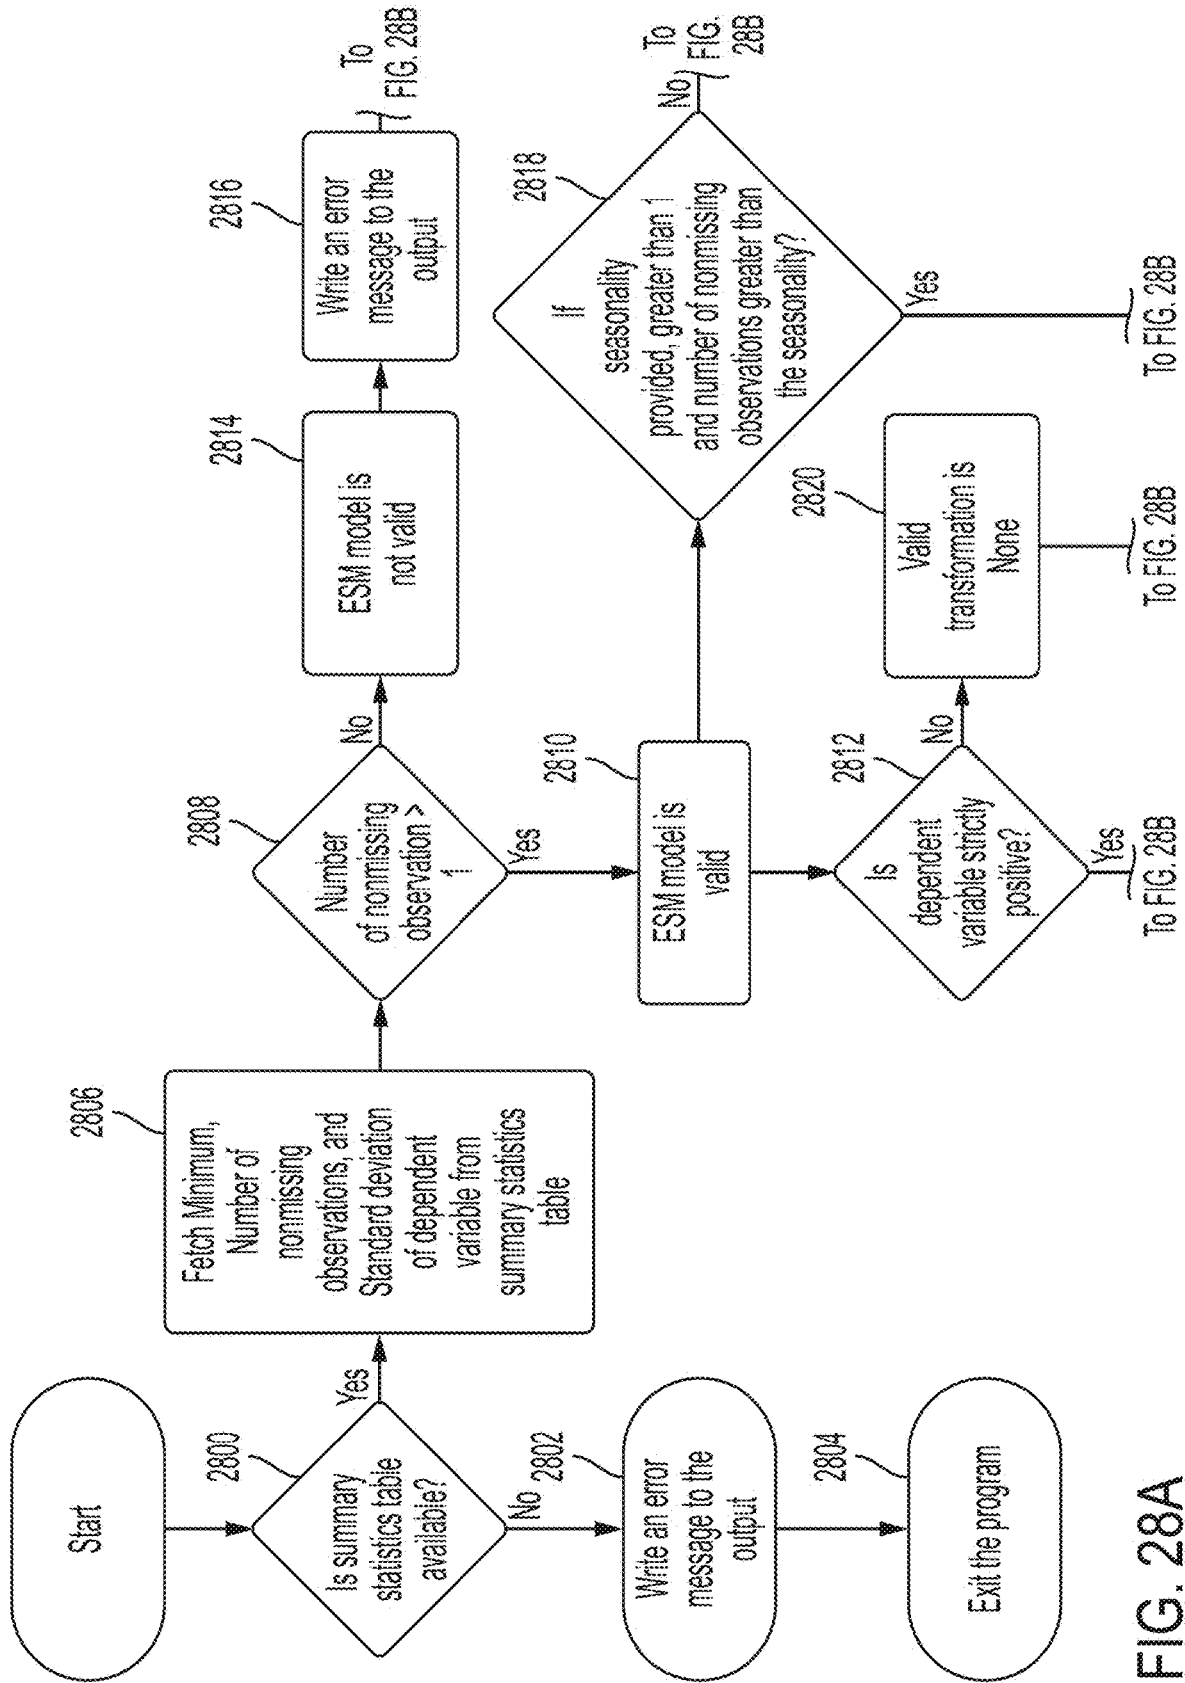 Start
2800
Is summary
statistics table
available?
Yes
No
2802
Write an error
message to the
output
2804
Exit the program
2806
Fetch Minimum,
Number of
nonmissing
observations, and
Standard deviation
of dependent
variable from
summary statistics
table
2808
Number
of nonmissing
observation >
1
No
Yes
2814
ESM model is
not valid
2816
Write an error
message to the
output
To
FIG. 28B
2810
ESM model is
valid
2818
If
seasonality
provided, greater than 1
and number of nonmissing
observations greater than
the seasonality?
No
To
FIG.
28B
Yes
To FIG. 28B
2812
Is
dependent
variable strictly
positive?
No
Yes
To FIG. 28B
2820
Valid
transformation is
None
To FIG. 28B
FIG. 28A